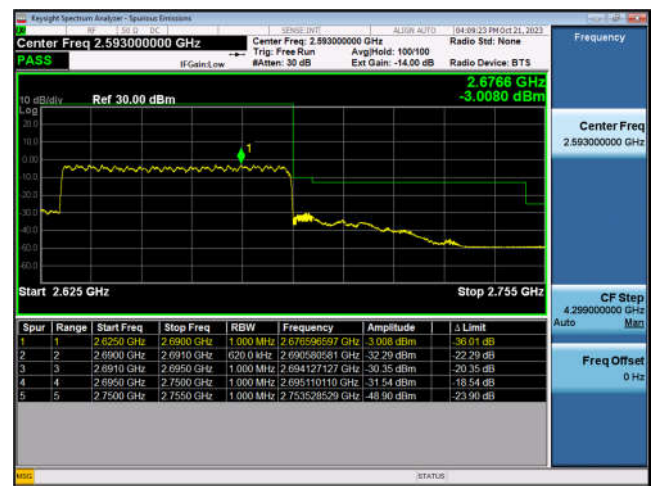 Keysight Spectrum Analyzer - Spurious Emissions
RF 50 Ω DC SENSE:INT ALIGN AUTO 04:09:23 PM Oct 21, 2023
Center Freq 2.593000000 GHz
Center Freq: 2.593000000 GHz
Radio Std: None
Trig: Free Run Avg|Hold: 100/100
PASS
IFGain:Low #Atten: 30 dB Ext Gain: -14.00 dB Radio Device: BTS
2.6766 GHz
-3.0080 dBm
10 dB/div Ref 30.00 dBm
Log
20.0
10.0
0.00
-10.0
-20.0
-30.0
-40.0
-50.0
-60.0
1
Start 2.625 GHz Stop 2.755 GHz
Spur Range Start Freq Stop Freq RBW Frequency Amplitude Δ Limit
1 1 2.6250 GHz 2.6900 GHz 1.000 MHz 2.676596597 GHz -3.008 dBm -36.01 dB
2 2 2.6900 GHz 2.6910 GHz 620.0 kHz 2.690580581 GHz -32.29 dBm -22.29 dB
3 3 2.6910 GHz 2.6950 GHz 1.000 MHz 2.694127127 GHz -30.35 dBm -20.35 dB
4 4 2.6950 GHz 2.7500 GHz 1.000 MHz 2.695110110 GHz -31.54 dBm -18.54 dB
5 5 2.7500 GHz 2.7550 GHz 1.000 MHz 2.753528529 GHz -48.90 dBm -23.90 dB
Frequency
Center Freq
2.593000000 GHz
CF Step
4.299000000 GHz
Auto Man
Freq Offset
0 Hz
MSG STATUS